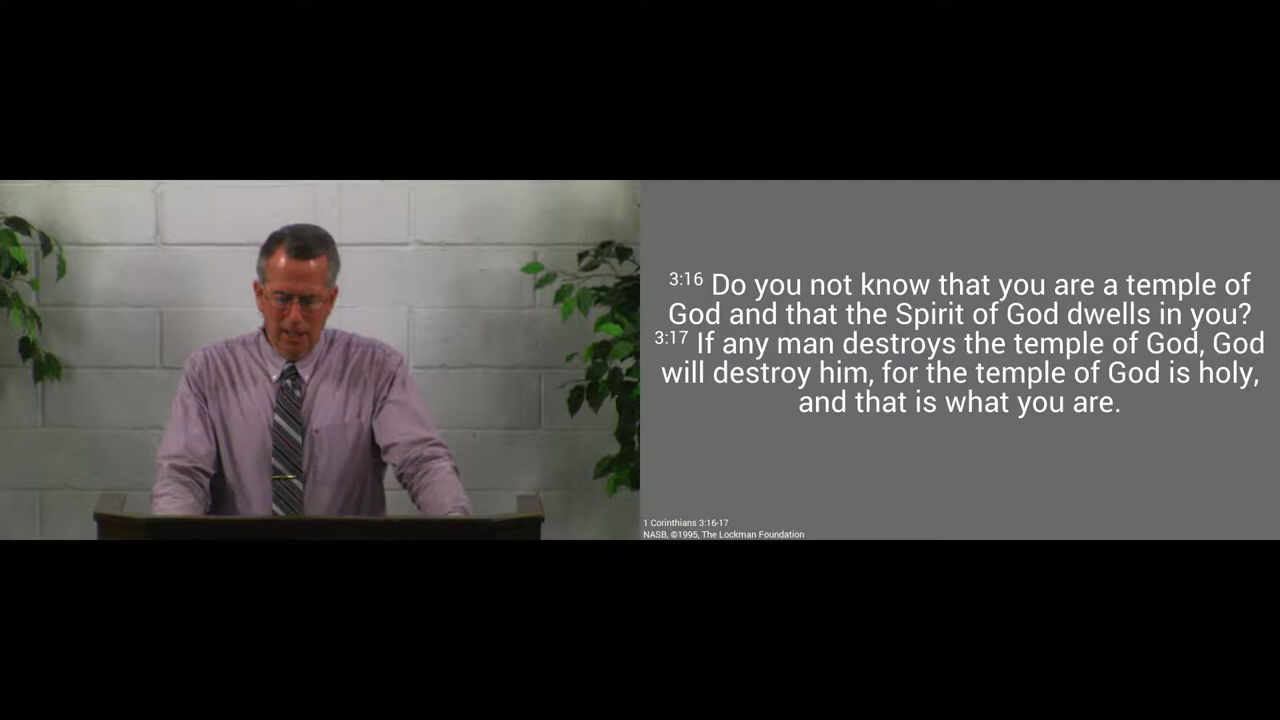 3:16 Do you not know that you are a temple of
God and that the Spirit of God dwells in you?
3:17 If any man destroys the temple of God, God
will destroy him, for the temple of God is holy,
and that is what you are.
1 Corinthians 3:16-17
NASB, ©1995, The Lockman Foundation